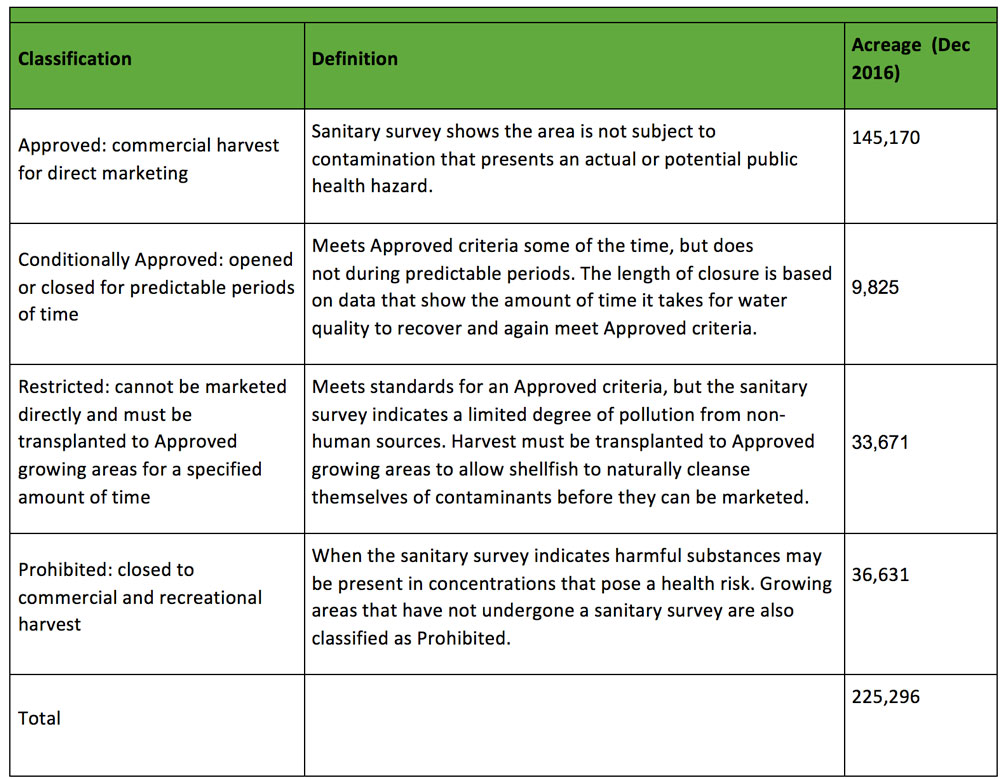 Classification
Definition
Acreage (Dec
2016)
Approved: commercial harvest
for direct marketing
Sanitary survey shows the area is not subject to
contamination that presents an actual or potential public
health hazard.
145,170
Conditionally Approved: opened
or closed for predictable periods
of time
Meets Approved criteria some of the time, but does
not during predictable periods. The length of closure is based
on data that show the amount of time it takes for water
quality to recover and again meet Approved criteria.
9,825
Restricted: cannot be marketed
directly and must be
transplanted to Approved
growing areas for a specified
amount of time
Meets standards for an Approved criteria, but the sanitary
survey indicates a limited degree of pollution from non-
human sources. Harvest must be transplanted to Approved
growing areas to allow shellfish to naturally cleanse
themselves of contaminants before they can be marketed.
33,671
Prohibited: closed to
commercial and recreational
harvest
When the sanitary survey indicates harmful substances may
be present in concentrations that pose a health risk. Growing
areas that have not undergone a sanitary survey are also
classified as Prohibited.
36,631
Total
225,296